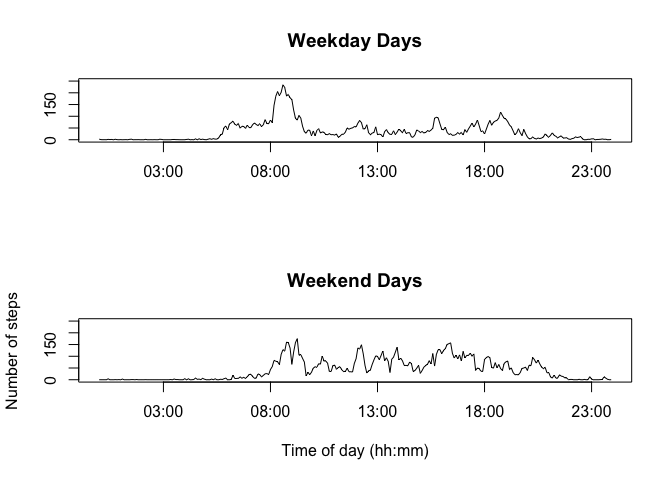 Weekday Days
150
0
03:00 08:00 13:00 18:00 23:00
Weekend Days
150
0
03:00 08:00 13:00 18:00 23:00
Number of steps
Time of day (hh:mm)